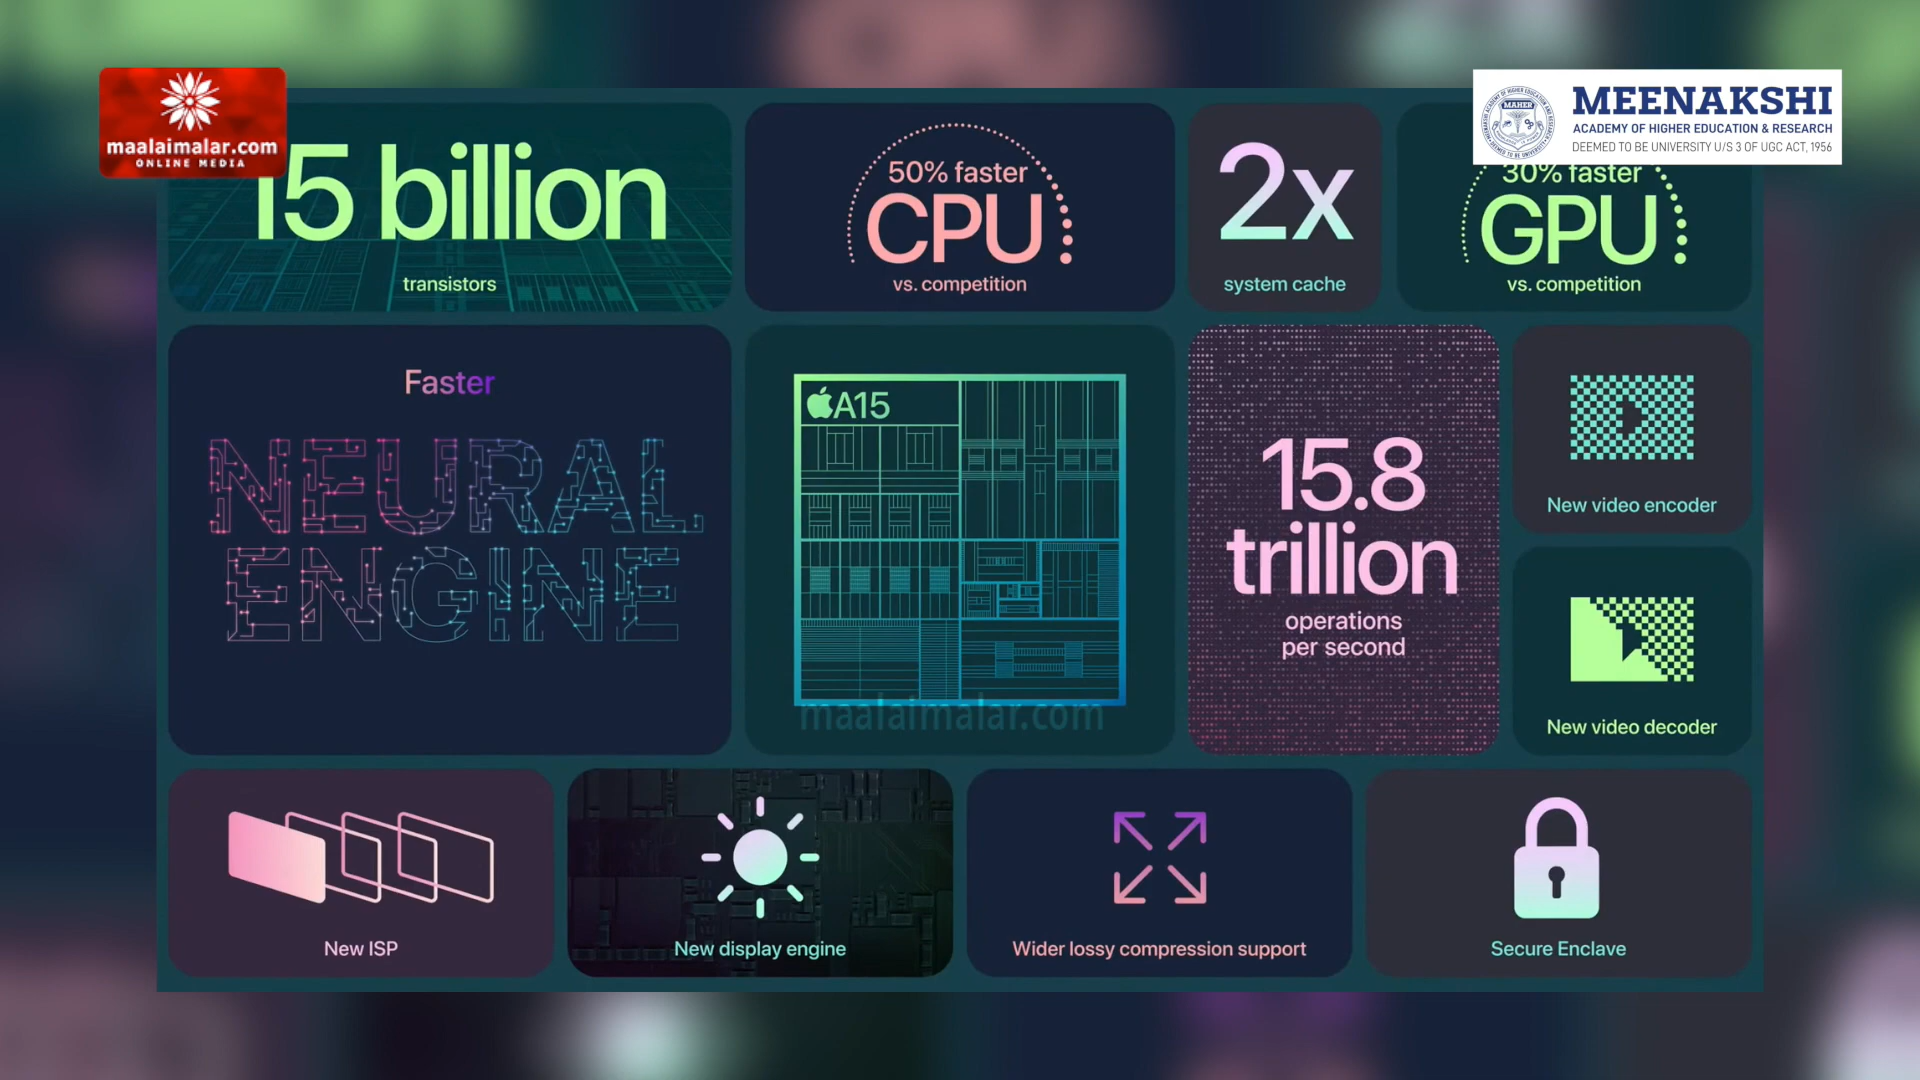 maalaimalar.com
ONLINE MEDIA
MAHER
MEENAKSHI
ACADEMY OF HIGHER EDUCATION & RESEARCH
DEEMED TO BE UNIVERSITY U/S 3 OF UGC ACT, 1956
15 billion
transistors
50% faster
CPU
vs. competition
2x
system cache
30% faster
GPU
vs. competition
Faster
NEURAL
ENGINE
A15
maalaimalar.com
15.8
trillion
operations
per second
New video encoder
New video decoder
New ISP
New display engine
Wider lossy compression support
Secure Enclave